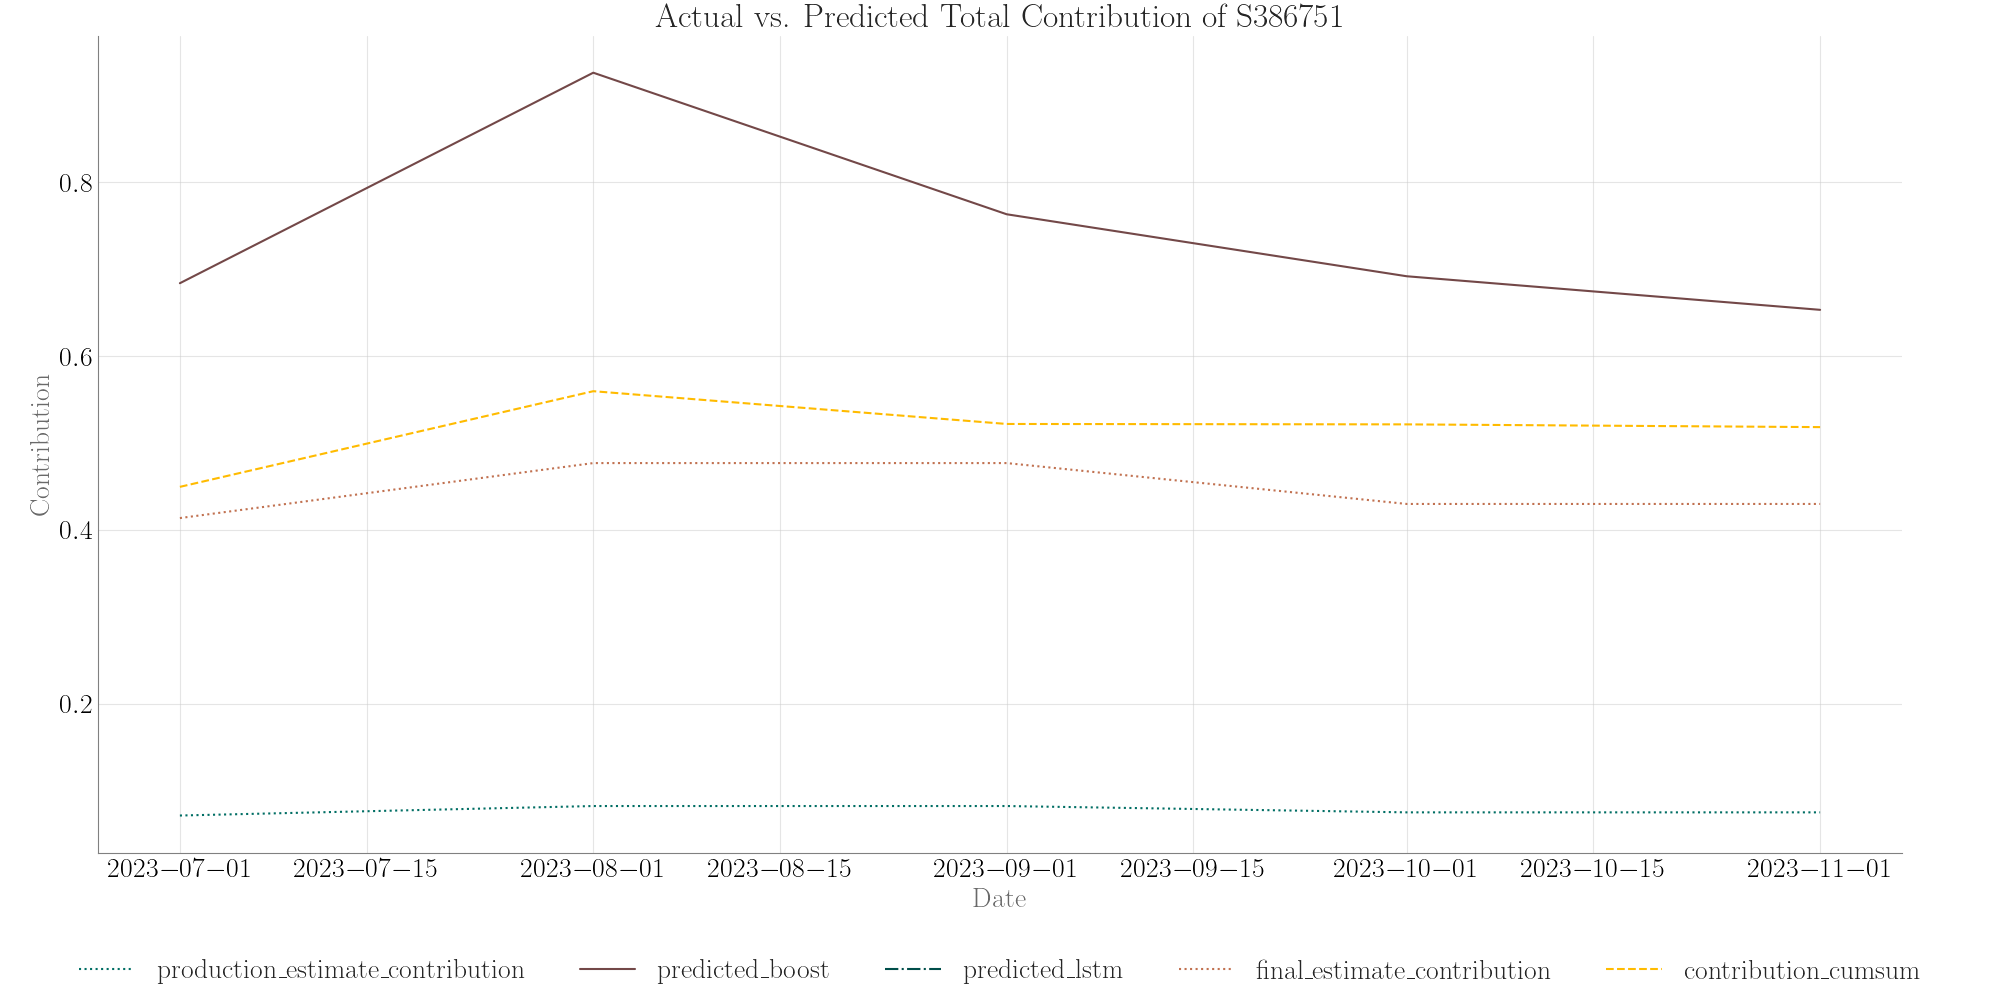 Actual vs. Predicted Total Contribution of S386751
0.8
0.6
0.4
0.2
Contribution
2023−07−01 2023−07−15 2023−08−01 2023−08−15 2023−09−01 2023−09−15 2023−10−01 2023−10−15 2023−11−01
Date
production_estimate_contribution predicted_boost predicted_lstm final_estimate_contribution contribution_cumsum